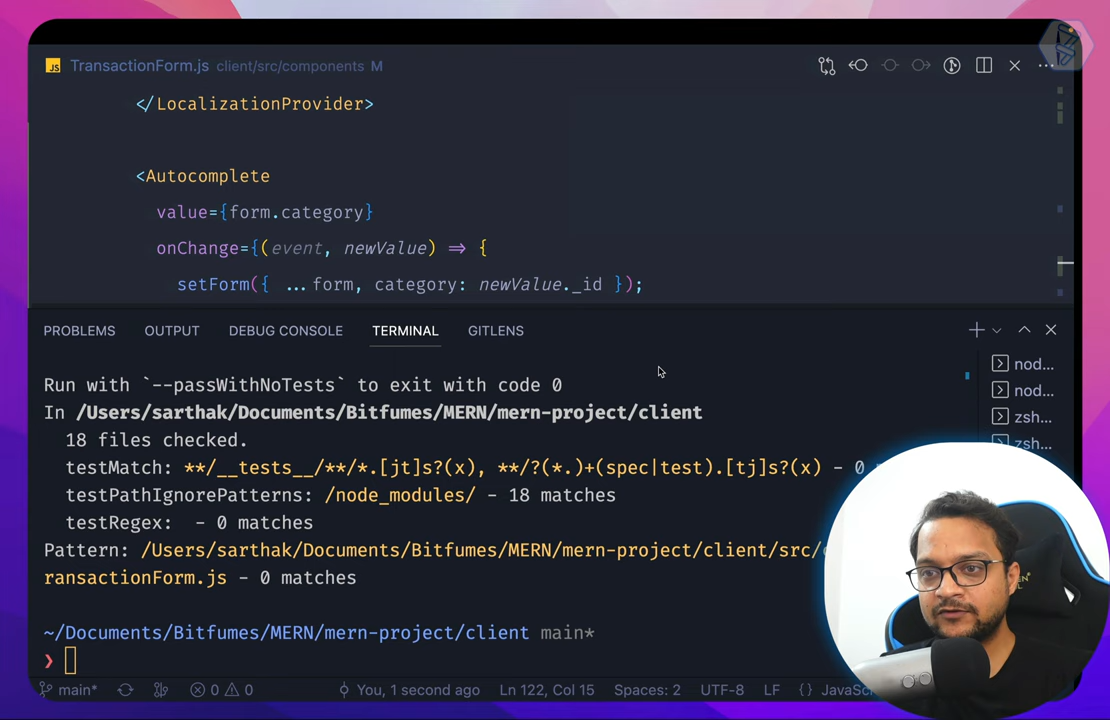 JS TransactionForm.js client/src/components M
</LocalizationProvider>
<Autocomplete
value={form.category}
onChange={(event, newValue) => {
setForm({ ...form, category: newValue._id });
PROBLEMS OUTPUT DEBUG CONSOLE TERMINAL GITLENS
Run with `--passWithNoTests` to exit with code 0
In /Users/sarthak/Documents/Bitfumes/MERN/mern-project/client
18 files checked.
testMatch: **/__tests__/**/*.[jt]s?(x), **/?(*.)+(spec|test).[tj]s?(x) - 0
testPathIgnorePatterns: /node_modules/ - 18 matches
testRegex:  - 0 matches
Pattern: /Users/sarthak/Documents/Bitfumes/MERN/mern-project/client/src/
ransactionForm.js - 0 matches
~/Documents/Bitfumes/MERN/mern-project/client main*
❯
nod...
nod...
zsh...
zsh...
main* 0 0 You, 1 second ago Ln 122, Col 15 Spaces: 2 UTF-8 LF {} JavaSc